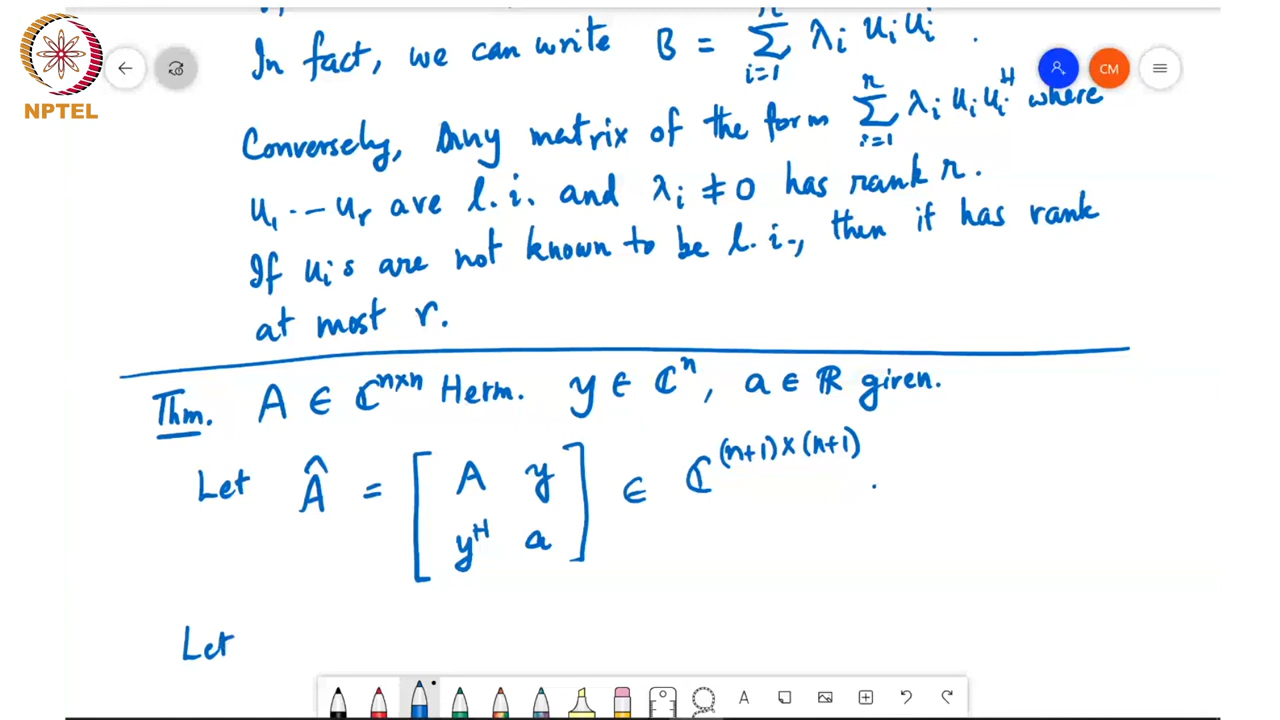 In fact, we can write B = Σ_{i=1}^{r} λ_i u_i u_i^H .
Conversely, Any matrix of the form Σ_{i=1}^{r} λ_i u_i u_i^H where
u_1 --- u_r are l.i. and λ_i ≠ 0 has rank r.
If u_i s are not known to be l.i., then it has rank
at most r.
Thm. A ∈ ℂ^{n×n} Herm. y ∈ ℂ^n, a ∈ ℝ given.
Let Â = [ A y ; y^H a ] ∈ ℂ^{(n+1)×(n+1)} .
Let
NPTEL
CM
A